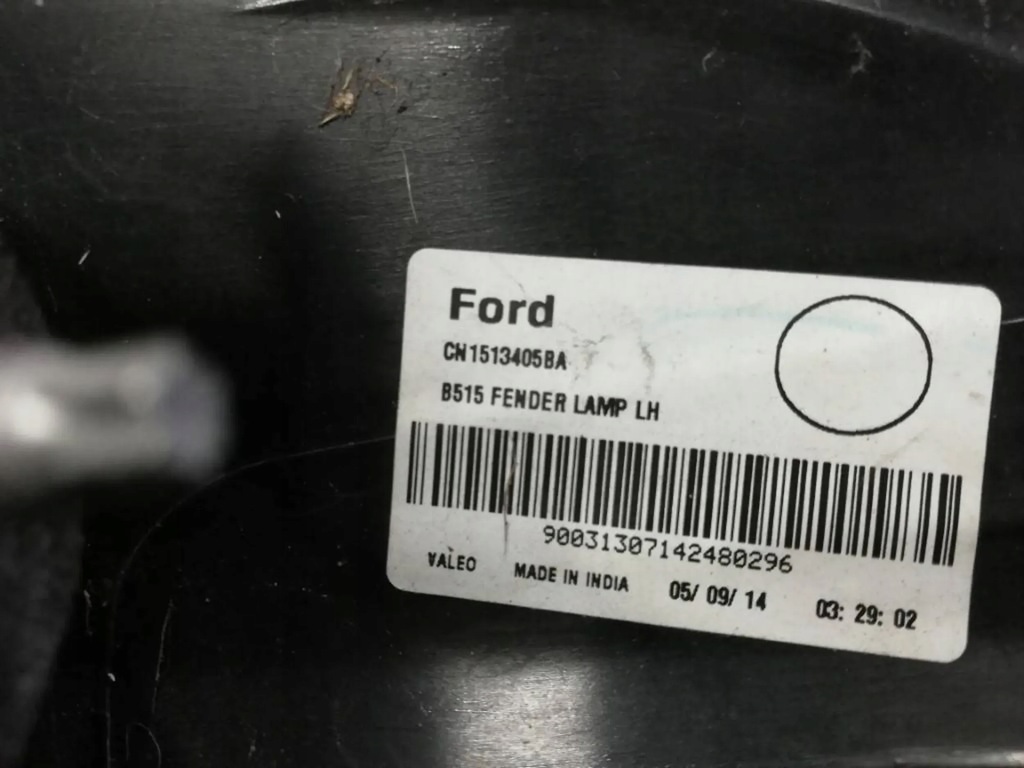 Ford
CN1513405BA
B515 FENDER LAMP LH
90031307142480296
VALEO MADE IN INDIA 05/ 09/ 14 03: 29: 02